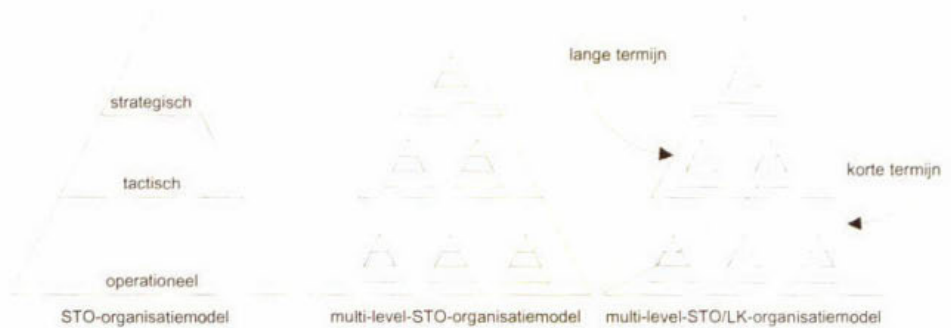 lange termijn
strategisch
tactisch
korte termijn
operationeel
STO-organisatiemodel
multi-level-STO-organisatiemodel
multi-level-STO/LK-organisatiemodel